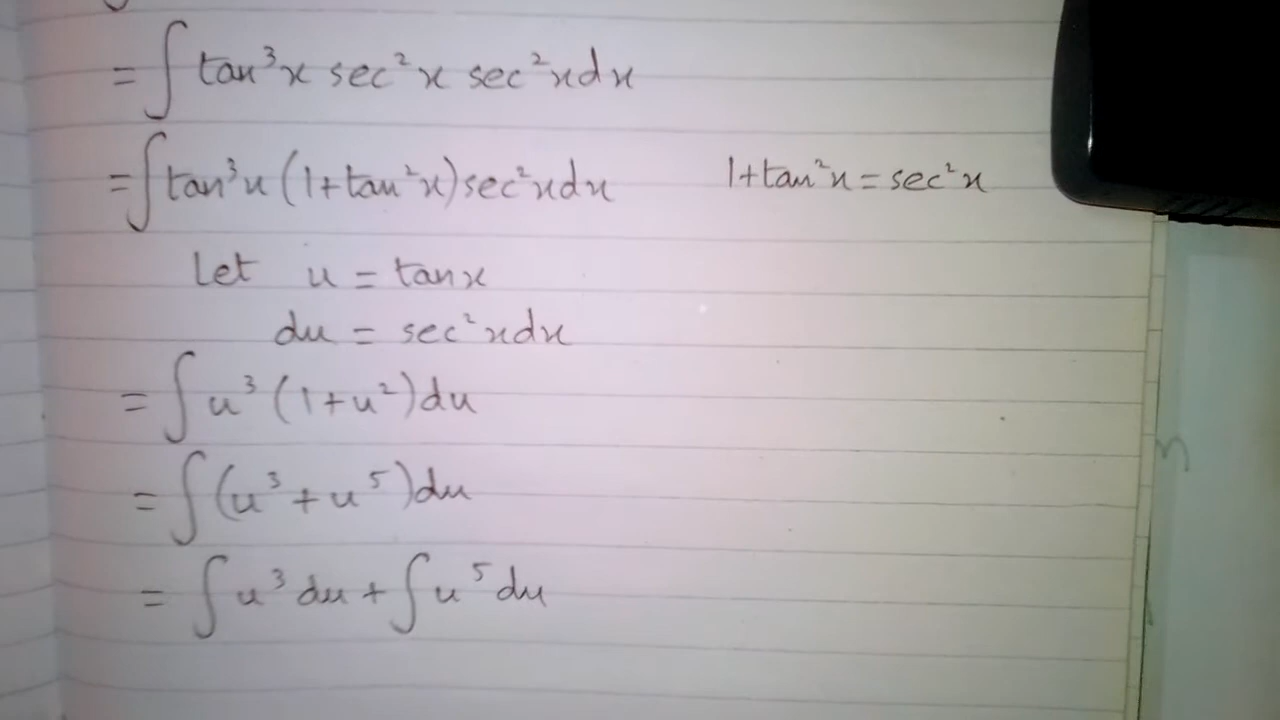 = ∫ tan³x sec²x sec²x dx
= ∫ tan³x (1+tan²x) sec²x dx 1+tan²x = sec²x
Let u = tanx
du = sec²x dx
= ∫ u³ (1+u²) du
= ∫ (u³ + u⁵) du
= ∫ u³ du + ∫ u⁵ du